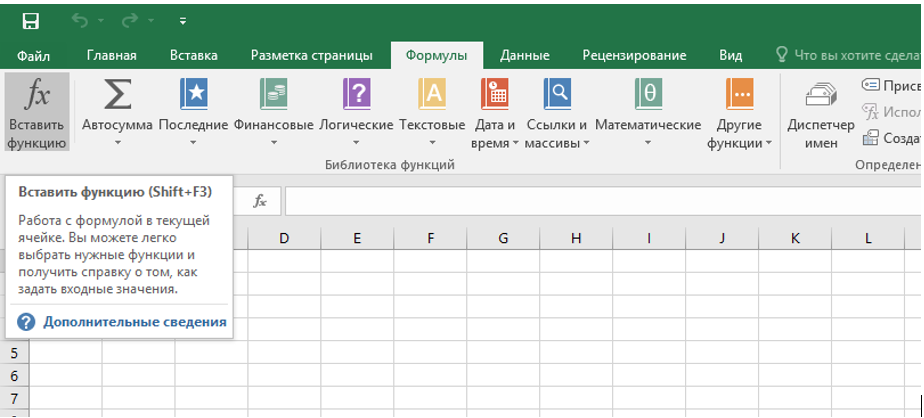 Файл Главная Вставка Разметка страницы Формулы Данные Рецензирование Вид Что вы хотите сдела
fx Σ ? A θ
Вставить функцию
Автосумма
Последние
Финансовые
Логические
Текстовые
Дата и время
Ссылки и массивы
Математические
Другие функции
Диспетчер имен
Присв
Испол
Созда
Библиотека функций
Определен
Вставить функцию (Shift+F3)
Работа с формулой в текущей
ячейке. Вы можете легко
выбрать нужные функции и
получить справку о том, как
задать входные значения.
? Дополнительные сведения
fx
D E F G H I J K L
5
6
7